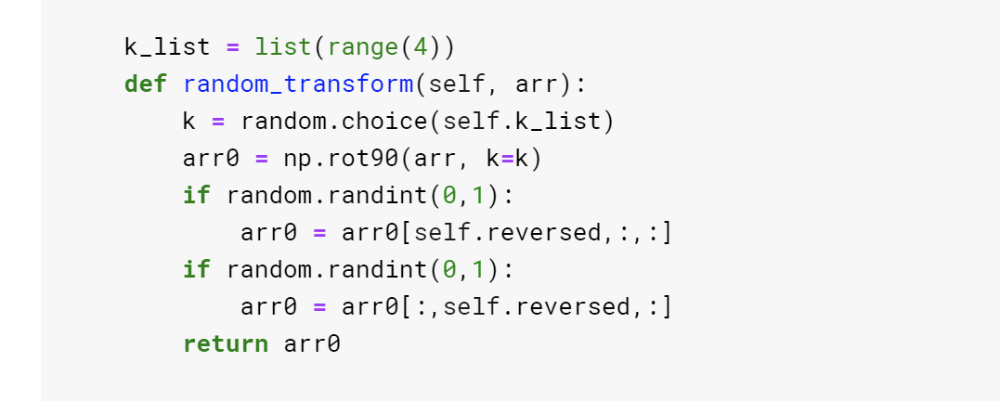 k_list = list(range(4))
def random_transform(self, arr):
    k = random.choice(self.k_list)
    arr0 = np.rot90(arr, k=k)
    if random.randint(0,1):
        arr0 = arr0[self.reversed,:,:]
    if random.randint(0,1):
        arr0 = arr0[:,self.reversed,:]
    return arr0